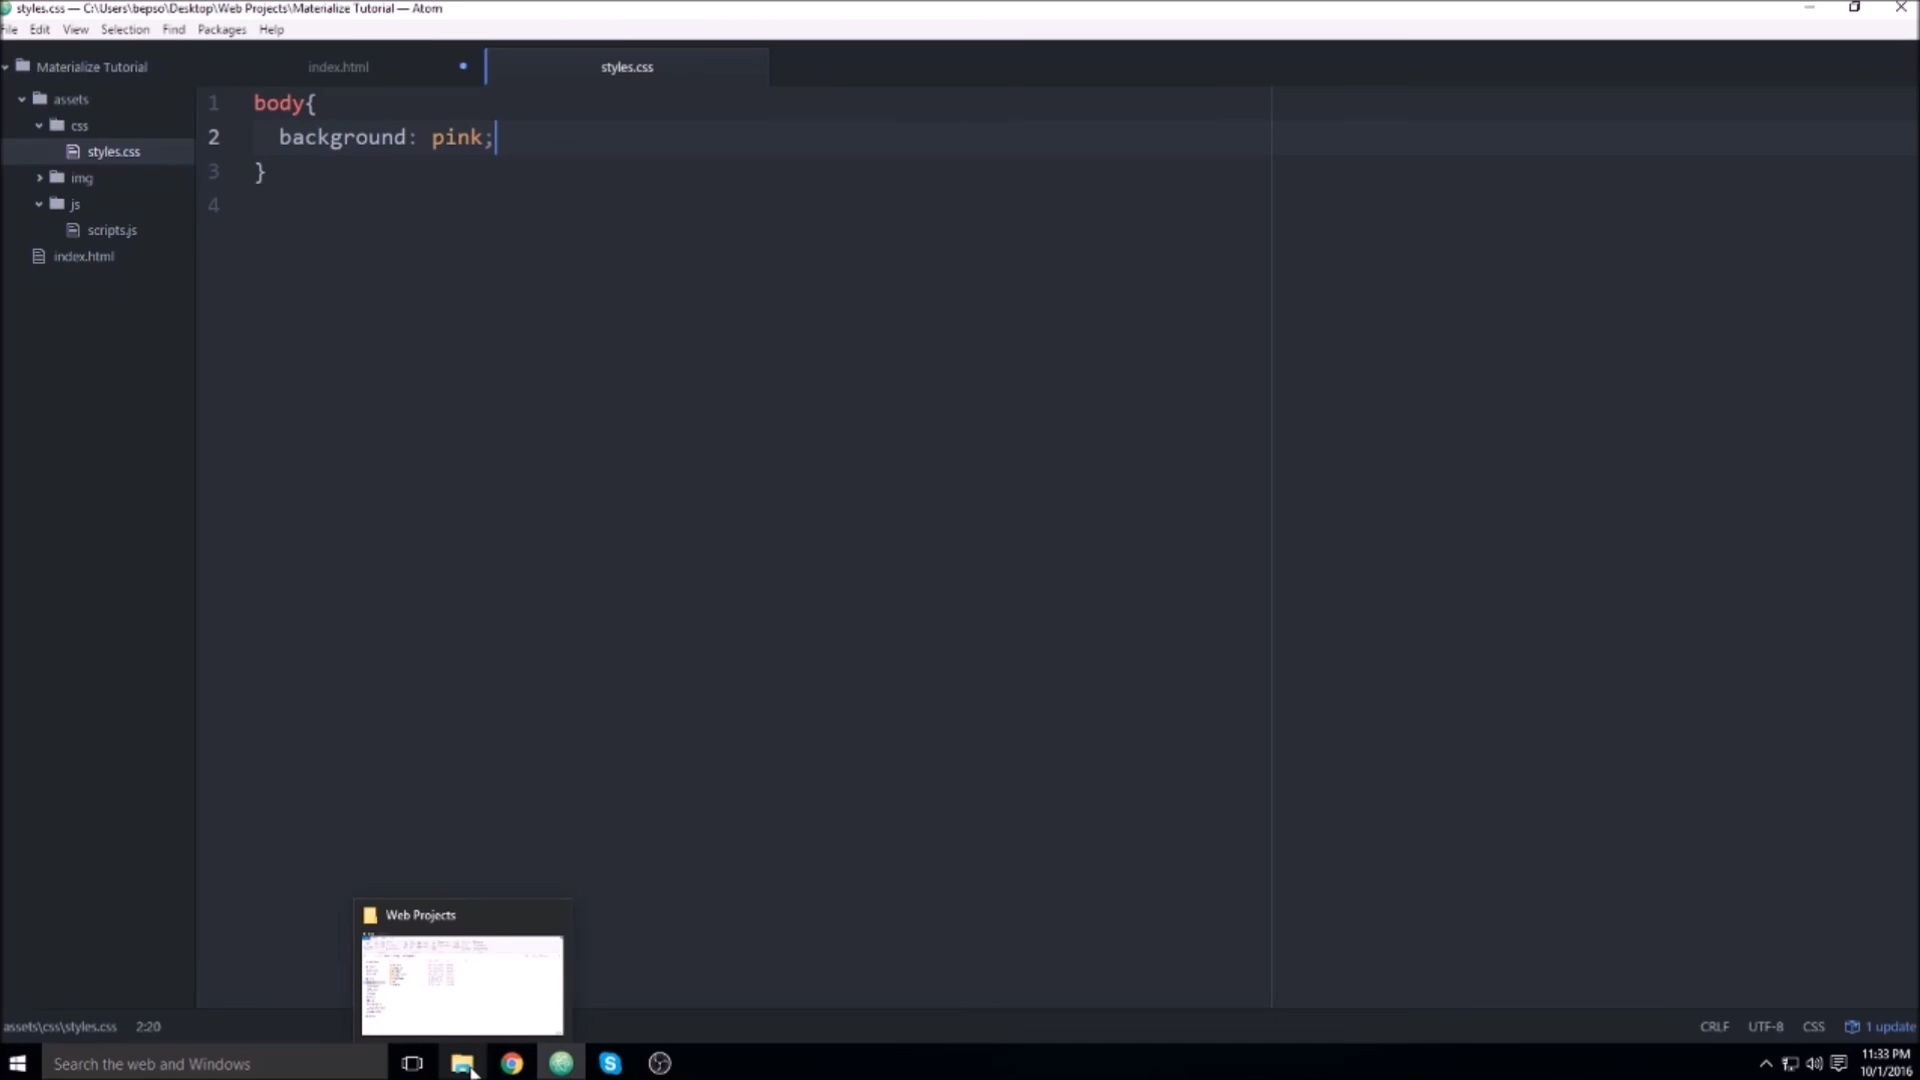 styles.css — C:\Users\bepso\Desktop\Web Projects\Materialize Tutorial — Atom
File Edit View Selection Find Packages Help
Materialize Tutorial
index.html
styles.css
assets
css
styles.css
img
js
scripts.js
index.html
1 body{
2 background: pink;
3 }
4
Web Projects
assets\css\styles.css 2:20
CRLF UTF-8 CSS 1 update
Search the web and Windows
11:33 PM
10/1/2016